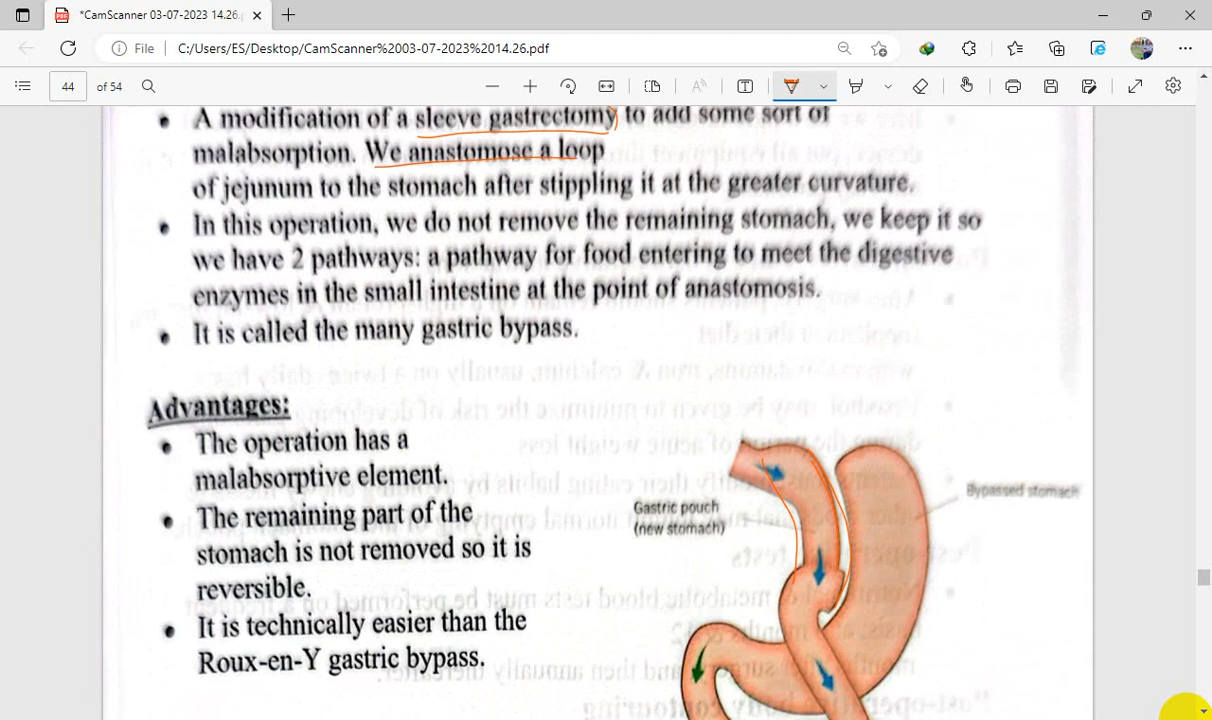 *CamScanner 03-07-2023 14.26.p
File C:/Users/ES/Desktop/CamScanner%2003-07-2023%2014.26.pdf
44 of 54
A modification of a sleeve gastrectomy to add some sort of
malabsorption. We anastomose a loop
of jejunum to the stomach after stippling it at the greater curvature.
In this operation, we do not remove the remaining stomach, we keep it so
we have 2 pathways: a pathway for food entering to meet the digestive
enzymes in the small intestine at the point of anastomosis.
It is called the many gastric bypass.
Advantages:
The operation has a
malabsorptive element.
The remaining part of the
stomach is not removed so it is
reversible.
It is technically easier than the
Roux-en-Y gastric bypass.
Gastric pouch
(new stomach)
Bypassed stomach